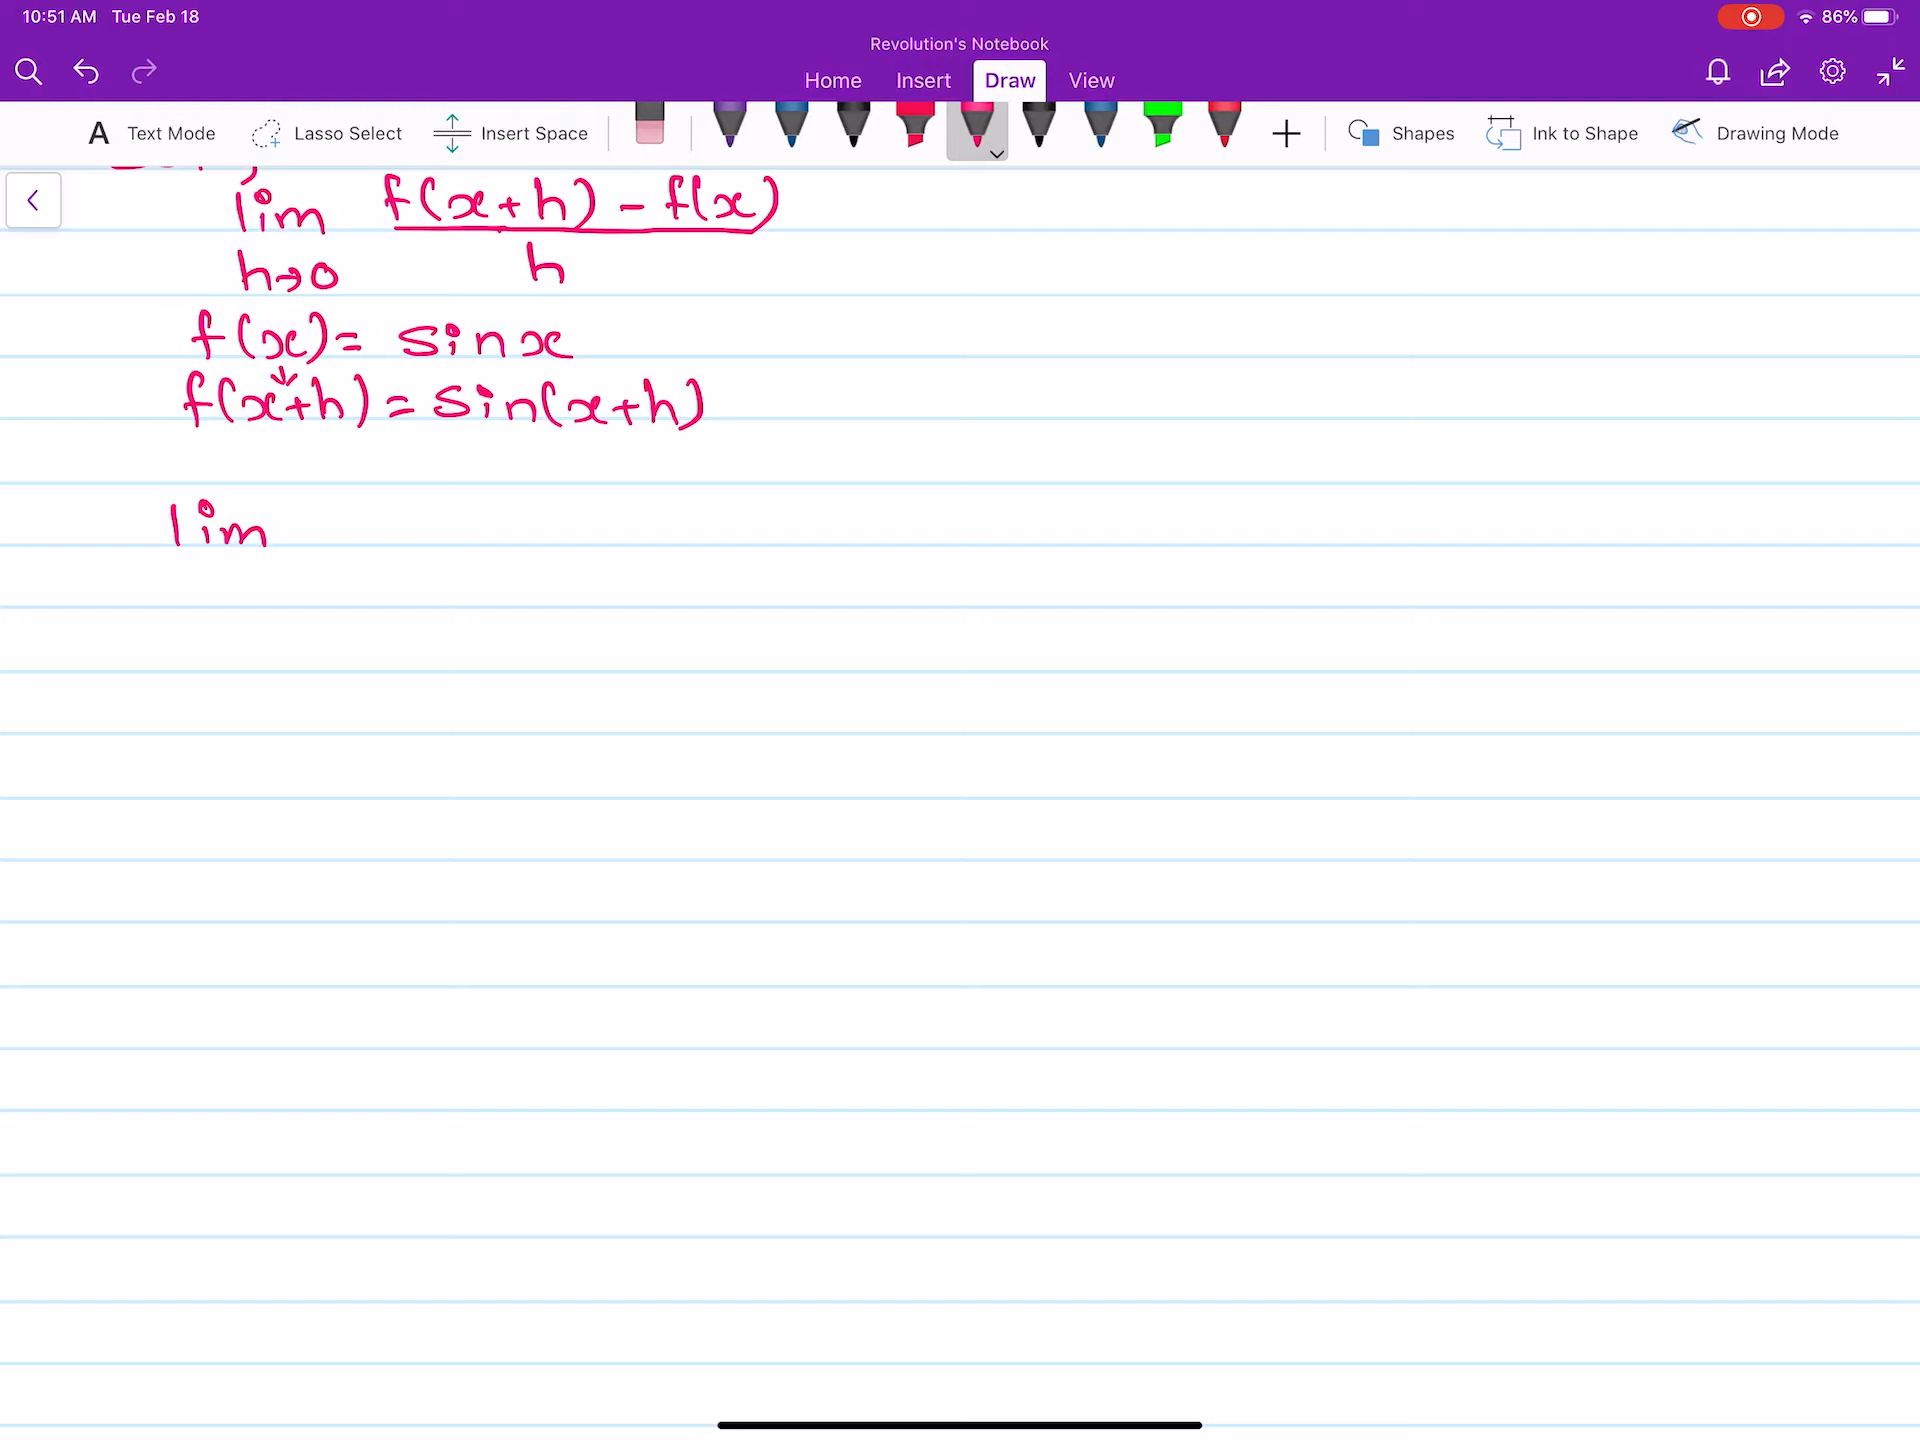 10:51 AM Tue Feb 18 86%
Revolution's Notebook
Home Insert Draw View
A Text Mode Lasso Select Insert Space Shapes Ink to Shape Drawing Mode
lim f(x+h) - f(x)
h→0 h
f(x) = sinx
f(x+h) = sin(x+h)
lim